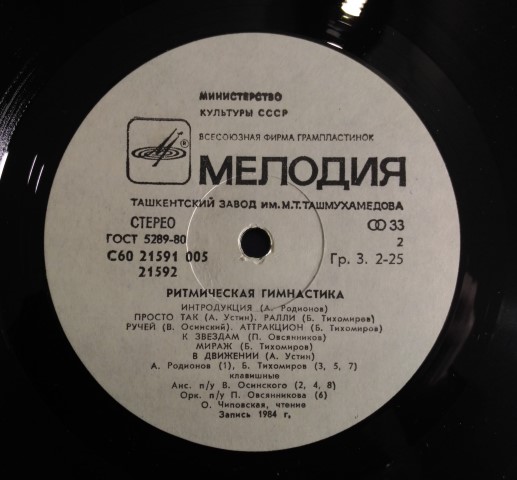 МИНИСТЕРСТВО
КУЛЬТУРЫ СССР
ВСЕСОЮЗНАЯ ФИРМА ГРАМПЛАСТИНОК
МЕЛОДИЯ
ТАШКЕНТСКИЙ ЗАВОД ИМ. М.Т.ТАШМУХАМЕДОВА
СТЕРЕО 33
ГОСТ 5289-80 2
С60 21591 005 Гр. 3. 2-25
21592
РИТМИЧЕСКАЯ ГИМНАСТИКА
ИНТРОДУКЦИЯ (А. Родионов)
ПРОСТО ТАК (А. Устин). РАЛЛИ (Б. Тихомиров)
РУЧЕЙ (В. Осинский). АТТРАКЦИОН (Б. Тихомиров)
К ЗВЕЗДАМ (П. Овсянников)
МИРАЖ (Б. Тихомиров)
В ДВИЖЕНИИ (А. Устин)
А. Родионов (1), Б. Тихомиров (3, 5, 7)
клавишные
Анс. п/у В. Осинского (2, 4, 8)
Орк. п/у П. Овсянникова (6)
О. Чиповская, чтение
Запись 1984 г.